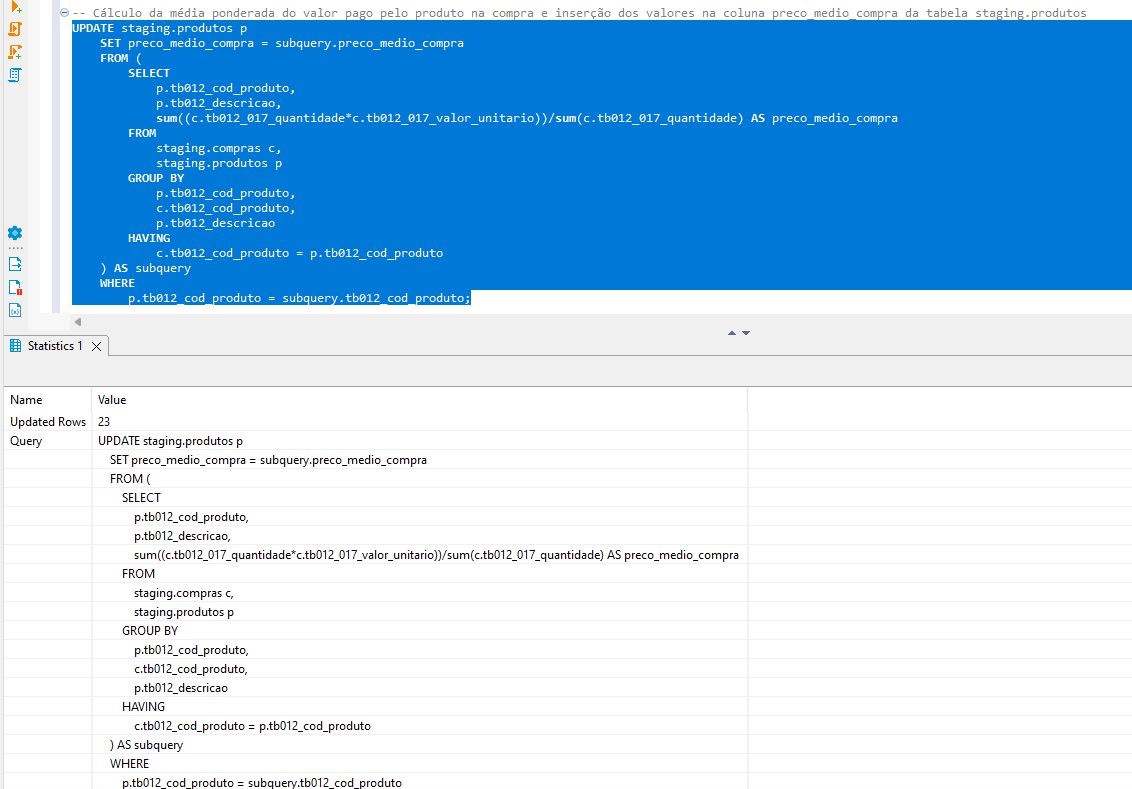 -- Cálculo da média ponderada do valor pago pelo produto na compra e inserção dos valores na coluna preco_medio_compra da tabela staging.produtos
UPDATE staging.produtos p
SET preco_medio_compra = subquery.preco_medio_compra
FROM (
SELECT
p.tb012_cod_produto,
p.tb012_descricao,
sum((c.tb012_017_quantidade*c.tb012_017_valor_unitario))/sum(c.tb012_017_quantidade) AS preco_medio_compra
FROM
staging.compras c,
staging.produtos p
GROUP BY
p.tb012_cod_produto,
c.tb012_cod_produto,
p.tb012_descricao
HAVING
c.tb012_cod_produto = p.tb012_cod_produto
) AS subquery
WHERE
p.tb012_cod_produto = subquery.tb012_cod_produto;
Statistics 1
Name Value
Updated Rows 23
Query UPDATE staging.produtos p
SET preco_medio_compra = subquery.preco_medio_compra
FROM (
SELECT
p.tb012_cod_produto,
p.tb012_descricao,
sum((c.tb012_017_quantidade*c.tb012_017_valor_unitario))/sum(c.tb012_017_quantidade) AS preco_medio_compra
FROM
staging.compras c,
staging.produtos p
GROUP BY
p.tb012_cod_produto,
c.tb012_cod_produto,
p.tb012_descricao
HAVING
c.tb012_cod_produto = p.tb012_cod_produto
) AS subquery
WHERE
p.tb012_cod_produto = subquery.tb012_cod_produto